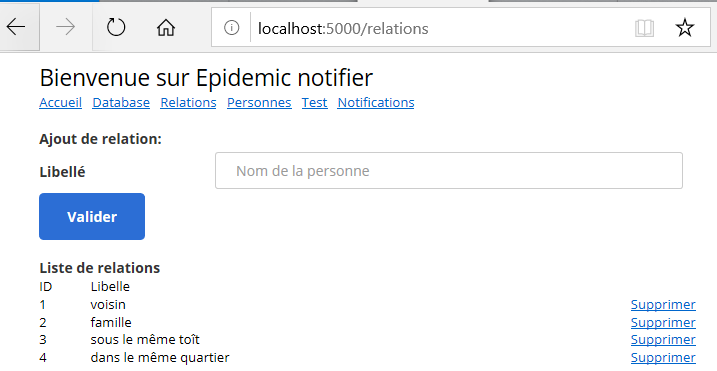 localhost:5000/relations
Bienvenue sur Epidemic notifier
Accueil Database Relations Personnes Test Notifications
Ajout de relation:
Libellé Nom de la personne
Valider
Liste de relations
ID Libelle
1 voisin Supprimer
2 famille Supprimer
3 sous le même toît Supprimer
4 dans le même quartier Supprimer